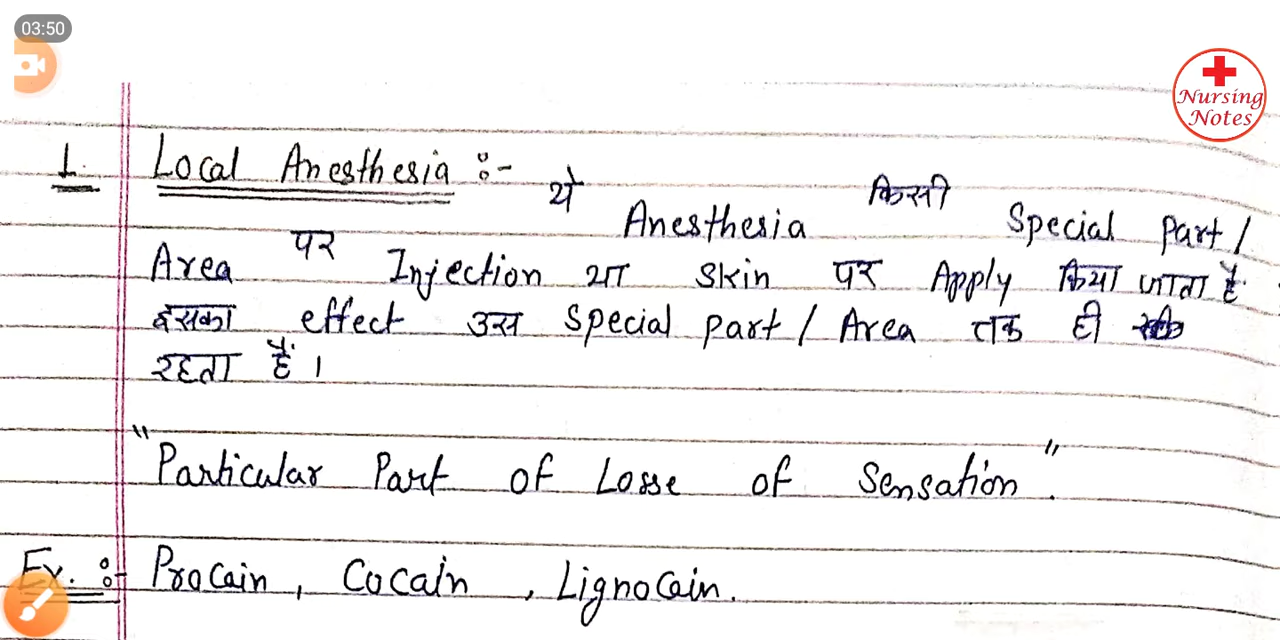 03:50
Nursing
Notes
1. Local Anesthesia :- ये Anesthesia किसी Special Part /
Area पर Injection या Skin पर Apply किया जाता है
इसका effect उस special part / Area तक ही
रहता हैं ।
"Particular Part of Losse of Sensation".
Ex. :- Procain, Cocain, Lignocain.